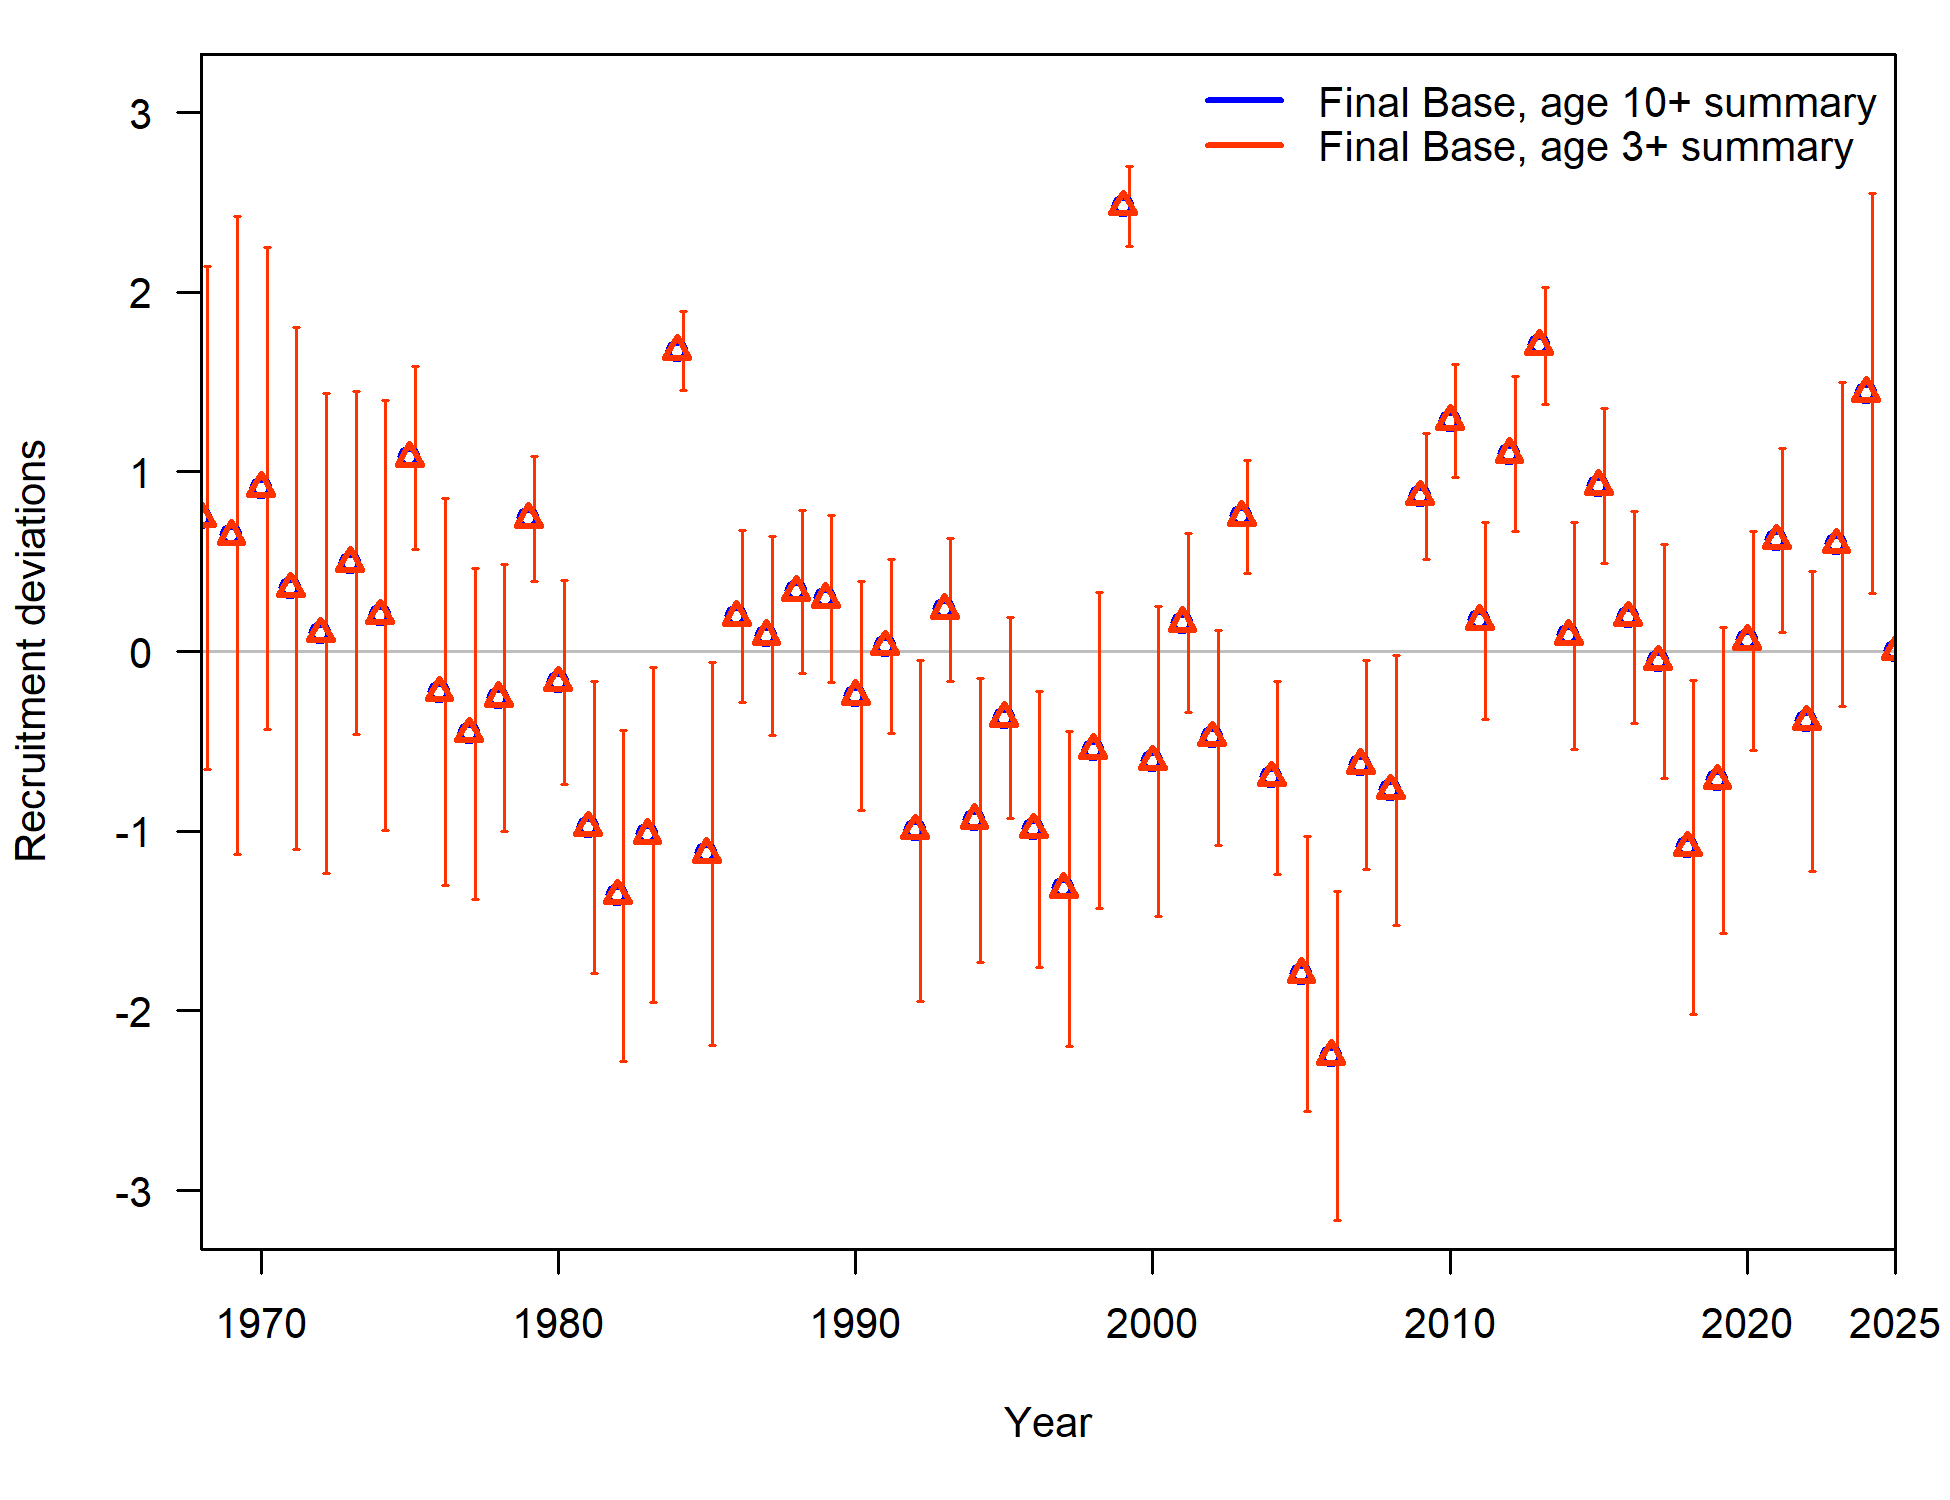 Final Base, age 10+ summary
Final Base, age 3+ summary
3
2
1
0
-1
-2
-3
Recruitment deviations
1970 1980 1990 2000 2010 2020 2025
Year